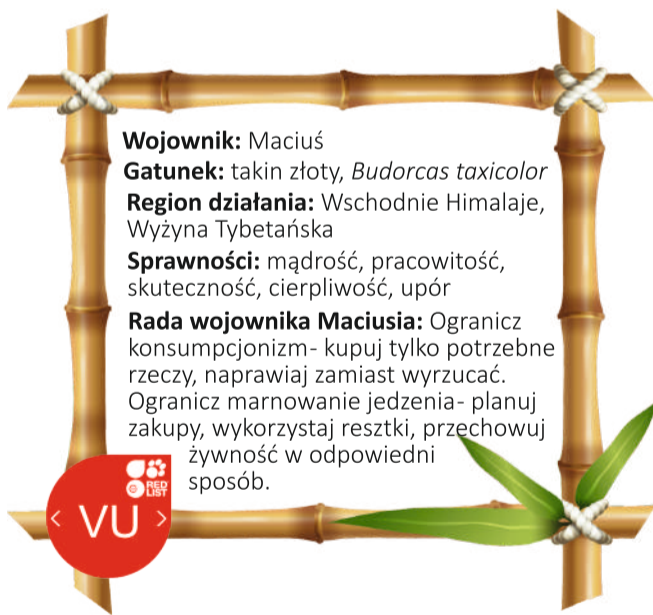 Wojownik: Maciuś
Gatunek: takin złoty, Budorcas taxicolor
Region działania: Wschodnie Himalaje,
Wyżyna Tybetańska
Sprawności: mądrość, pracowitość,
skuteczność, cierpliwość, upór
Rada wojownika Maciusia: Ogranicz
konsumpcjonizm- kupuj tylko potrzebne
rzeczy, naprawiaj zamiast wyrzucać.
Ogranicz marnowanie jedzenia- planuj
zakupy, wykorzystaj resztki, przechowuj
żywność w odpowiedni
sposób.
RED
LIST
< VU >